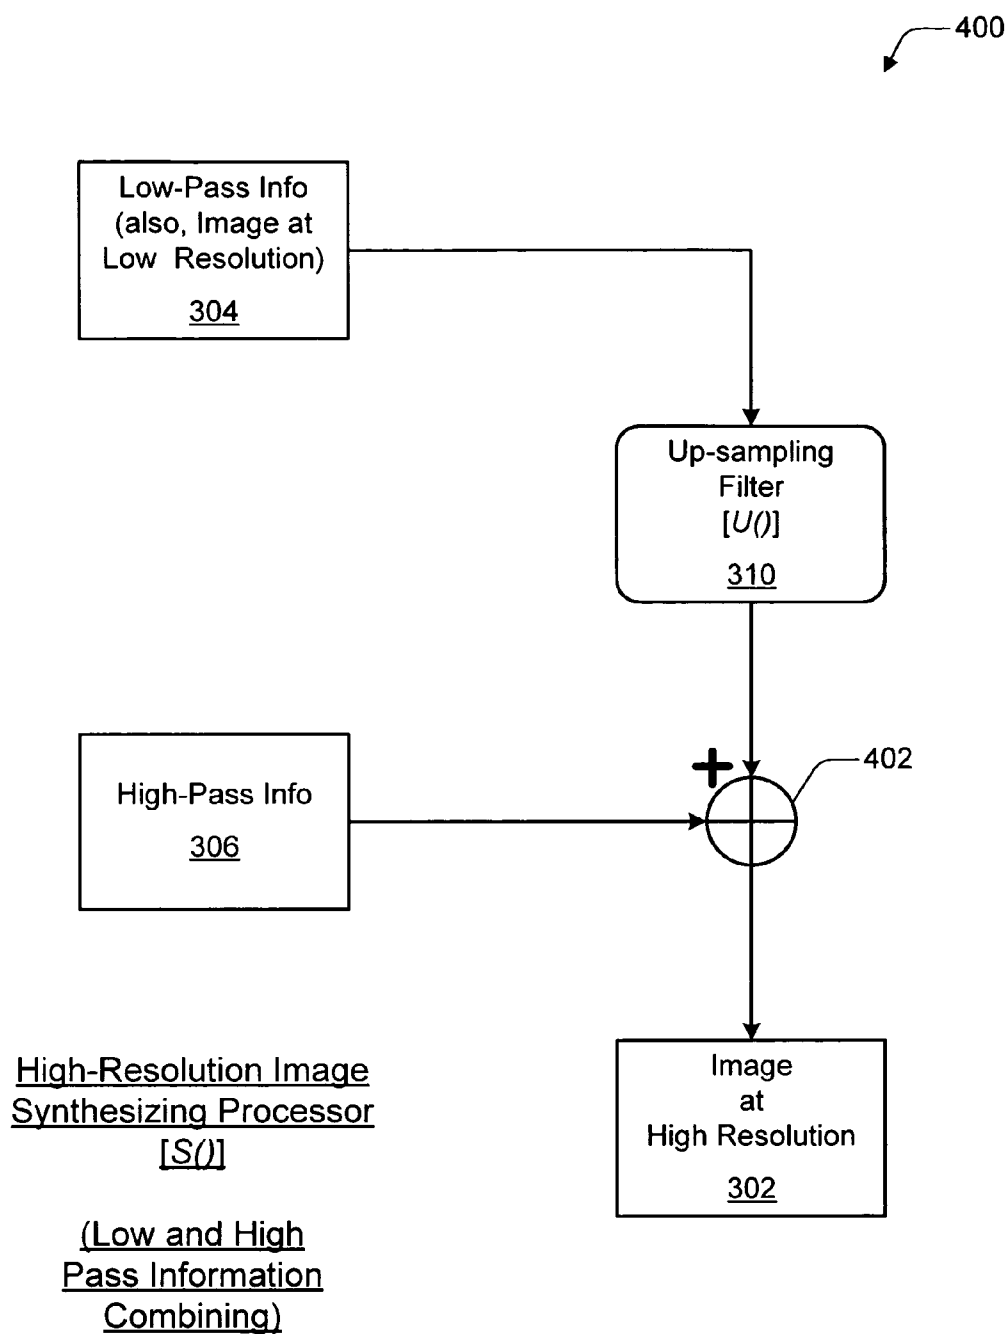 400
Low-Pass Info
(also, Image at
Low Resolution)
304
Up-sampling
Filter
[U()]
310
+
402
High-Pass Info
306
Image
at
High Resolution
302
High-Resolution Image
Synthesizing Processor
[S()]
(Low and High
Pass Information
Combining)